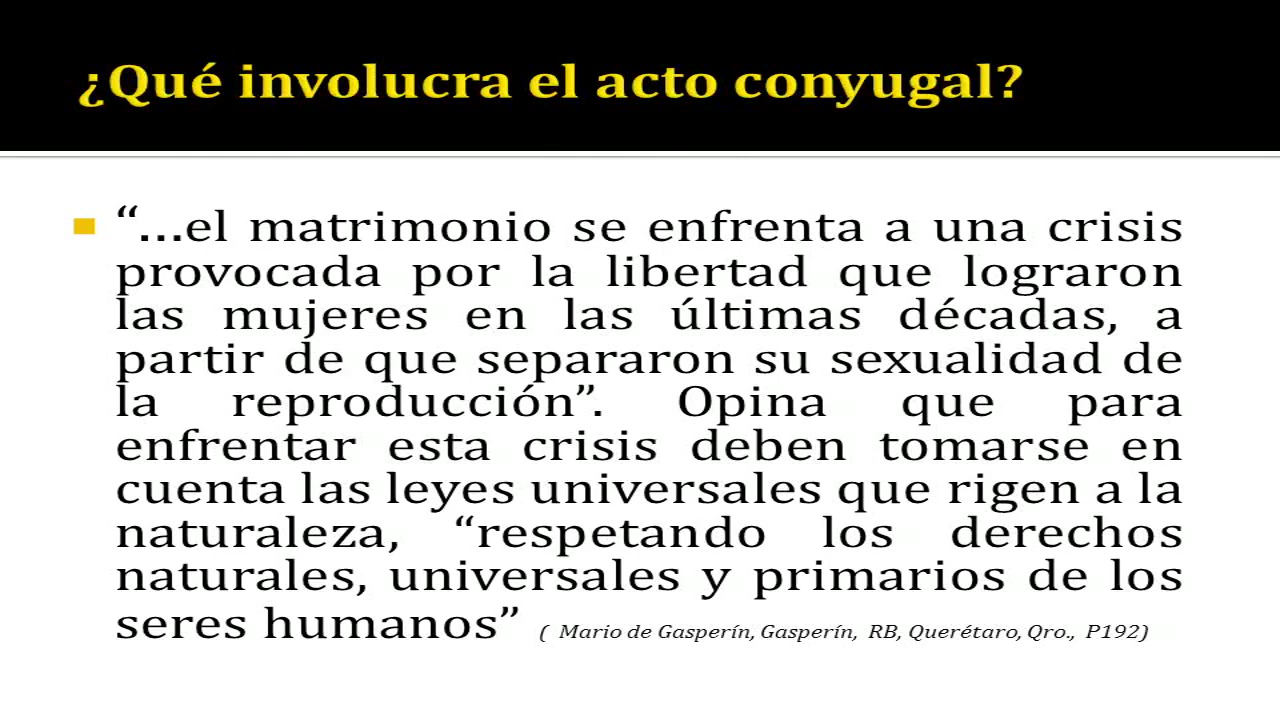 ¿Qué involucra el acto conyugal?
“...el matrimonio se enfrenta a una crisis
provocada por la libertad que lograron
las mujeres en las últimas décadas, a
partir de que separaron su sexualidad de
la reproducción”. Opina que para
enfrentar esta crisis deben tomarse en
cuenta las leyes universales que rigen a la
naturaleza, “respetando los derechos
naturales, universales y primarios de los
seres humanos” ( Mario de Gasperín, Gasperín, RB, Querétaro, Qro., P192)